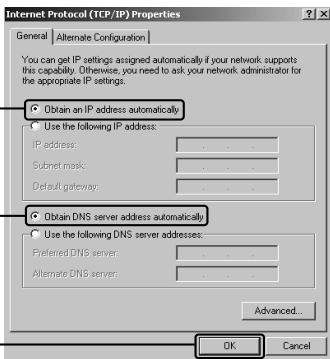 Internet Protocol (TCP/IP) Properties
General
Alternate Configuration
You can get IP settings assigned automatically if your network supports
this capability. Otherwise, you need to ask your network administrator for
the appropriate IP settings.
Obtain an IP address automatically
Use the following IP address:
IP address:
Subnet mask:
Default gateway:
Obtain DNS server address automatically
Use the following DNS server addresses:
Preferred DNS server:
Alternate DNS server:
Advanced...
OK
Cancel